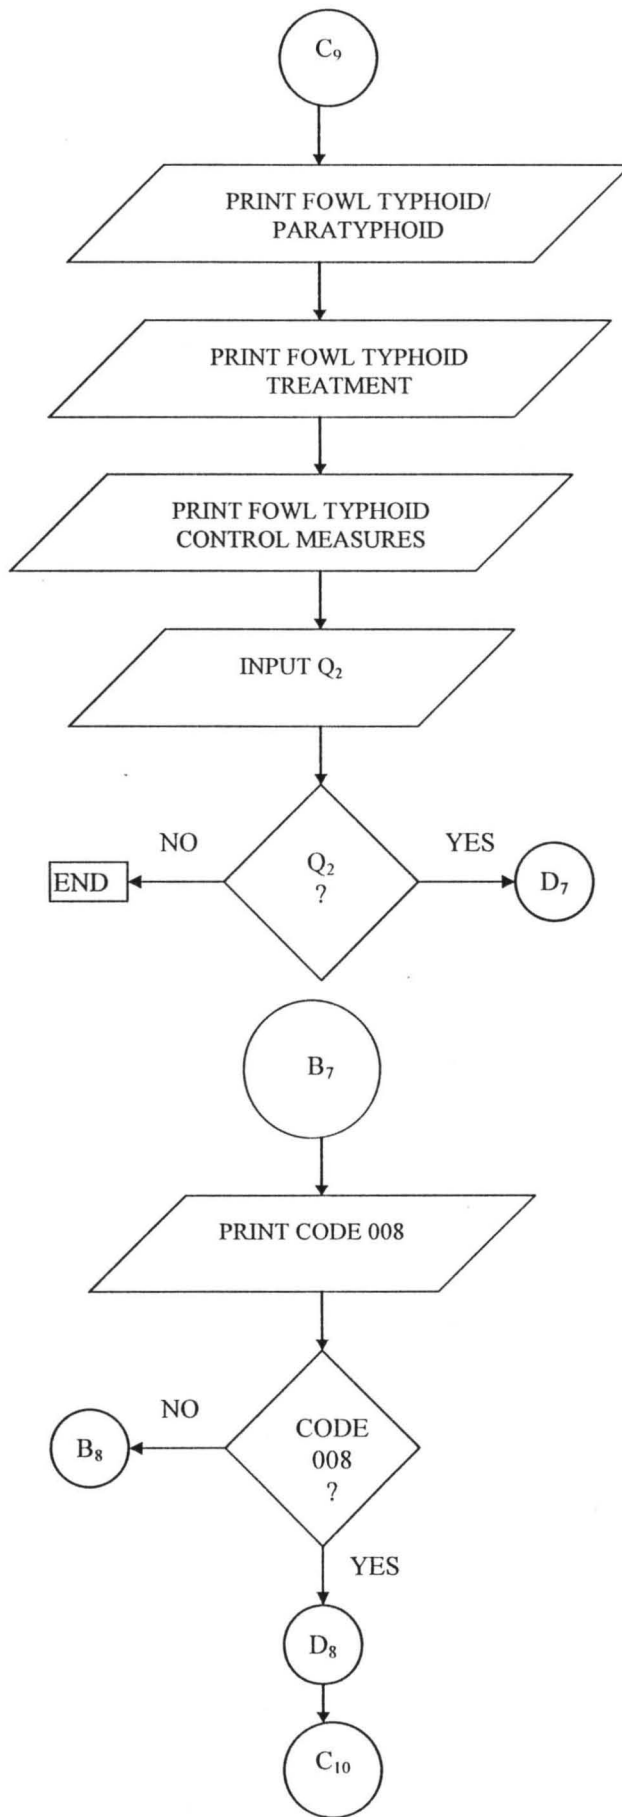 C₉
PRINT FOWL TYPHOID/
PARATYPHOID
PRINT FOWL TYPHOID
TREATMENT
PRINT FOWL TYPHOID
CONTROL MEASURES
INPUT Q₂
NO
Q₂
?
YES
END
D₇
B₇
PRINT CODE 008
NO
CODE
008
?
B₈
YES
D₈
C₁₀